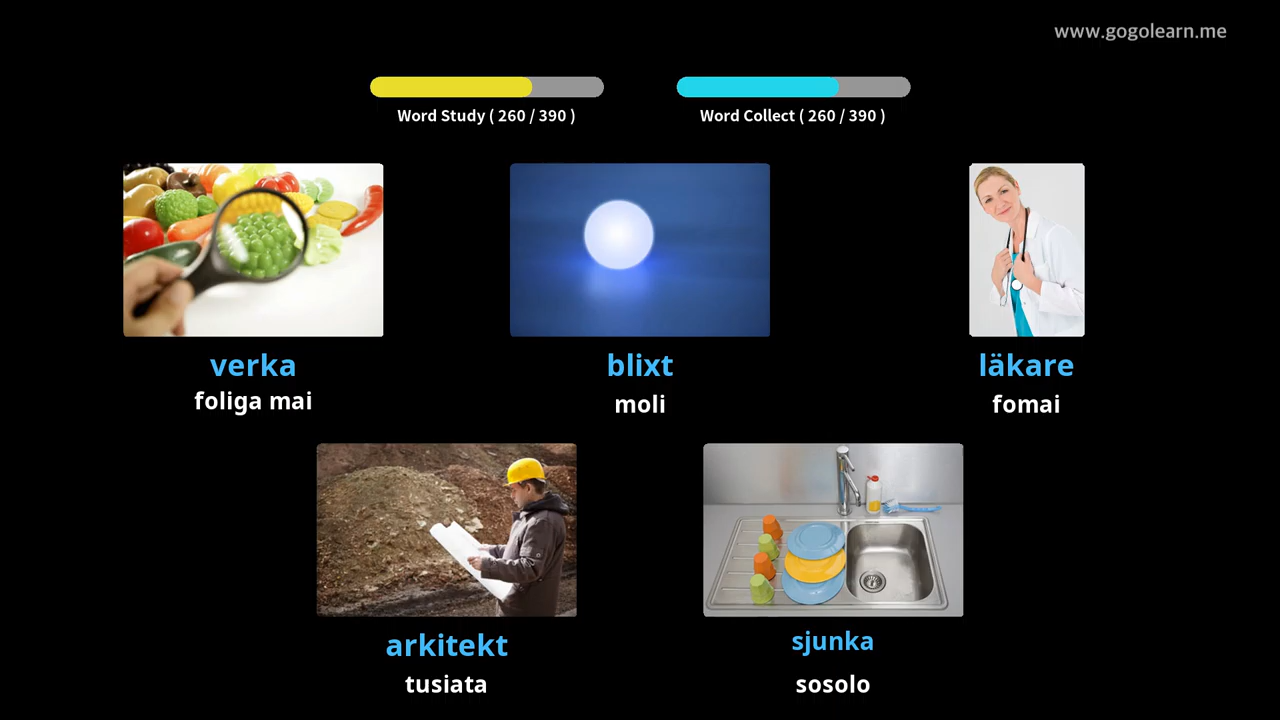 www.gogolearn.me
Word Study ( 260 / 390 )
Word Collect ( 260 / 390 )
verka
foliga mai
blixt
moli
läkare
fomai
arkitekt
tusiata
sjunka
sosolo